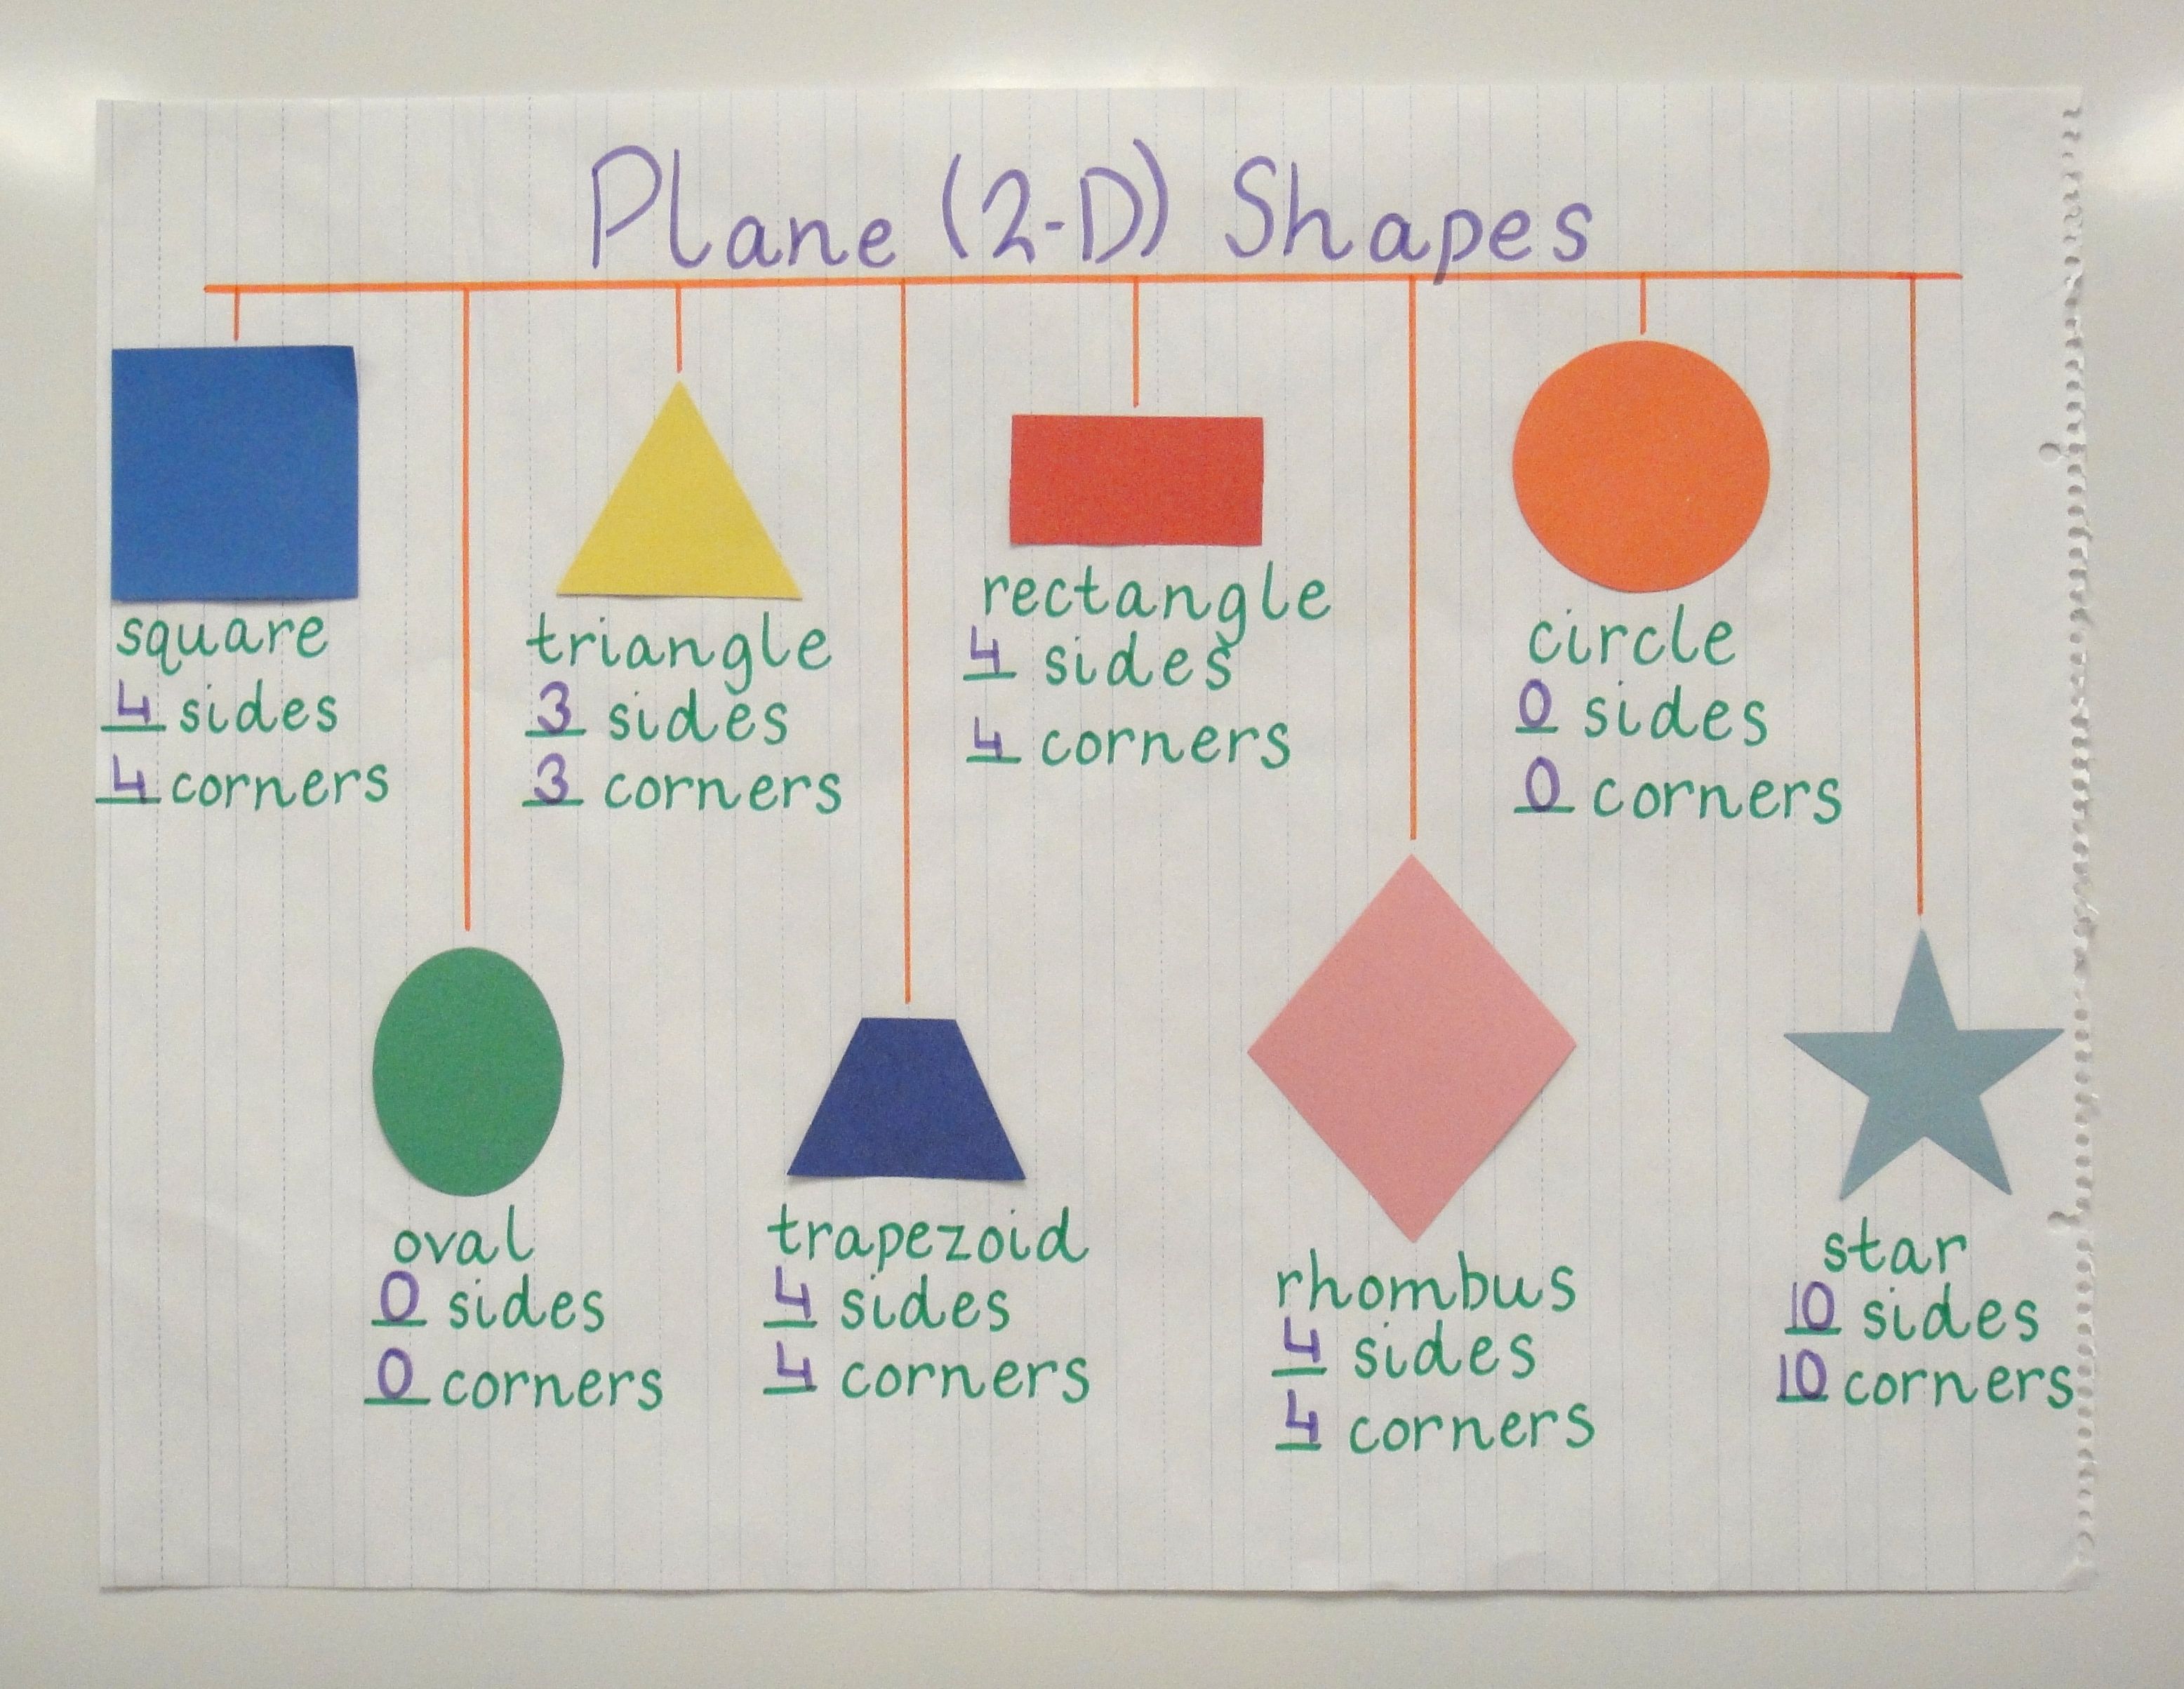 Plane (2-D) Shapes
square
4 sides
4 corners
triangle
3 sides
3 corners
rectangle
4 sides
4 corners
circle
0 sides
0 corners
oval
0 sides
0 corners
trapezoid
4 sides
4 corners
rhombus
4 sides
4 corners
star
10 sides
10 corners